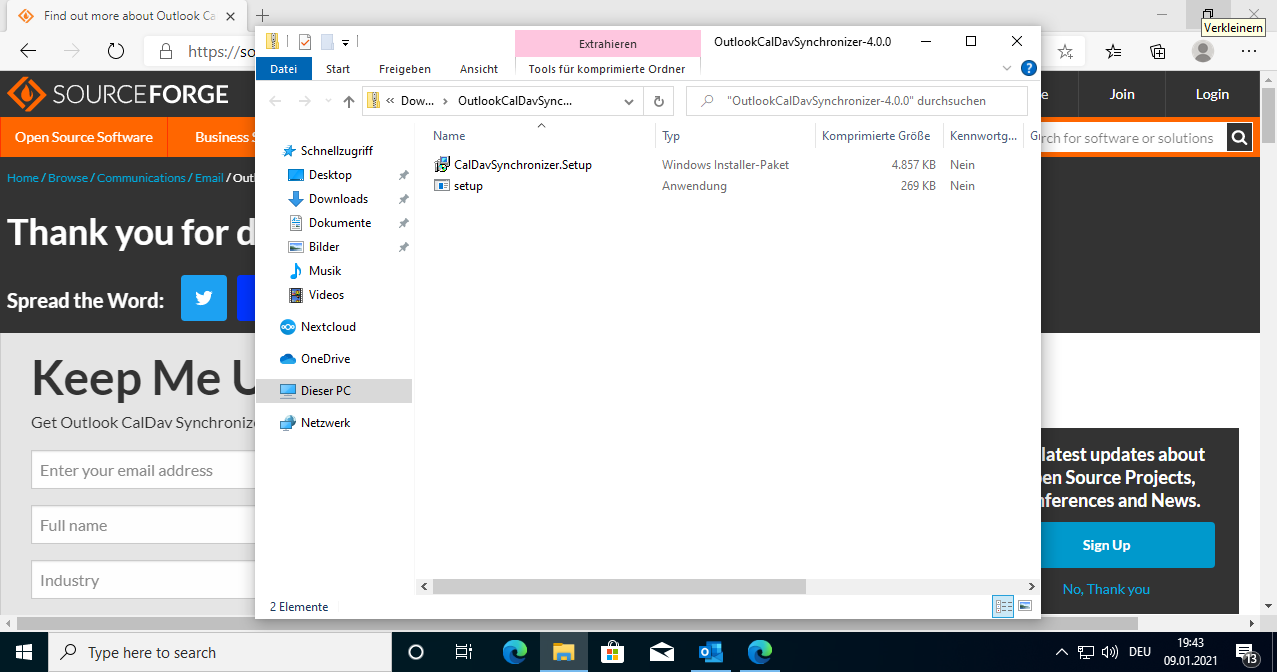 Find out more about Outlook Ca
Verkleinern
https://so
Extrahieren
OutlookCalDavSynchronizer-4.0.0
Datei
Start
Freigeben
Ansicht
Tools für komprimierte Ordner
?
« Dow... › OutlookCalDavSync...
"OutlookCalDavSynchronizer-4.0.0" durchsuchen
SOURCEFORGE
e
Join
Login
Open Source Software
Business S
rch for software or solutions
Home / Browse / Communications / Email / Outl
Name
Typ
Komprimierte Größe
Kennwortg...
Gr
CalDavSynchronizer.Setup
Windows Installer-Paket
4.857 KB
Nein
setup
Anwendung
269 KB
Nein
Schnellzugriff
Desktop
Downloads
Dokumente
Bilder
Musik
Videos
Nextcloud
OneDrive
Dieser PC
Netzwerk
2 Elemente
Thank you for d
Spread the Word:
Keep Me U
Get Outlook CalDav Synchronize
Enter your email address
Full name
Industry
latest updates about
en Source Projects,
nferences and News.
Sign Up
No, Thank you
Type here to search
DEU
19:43
09.01.2021
13